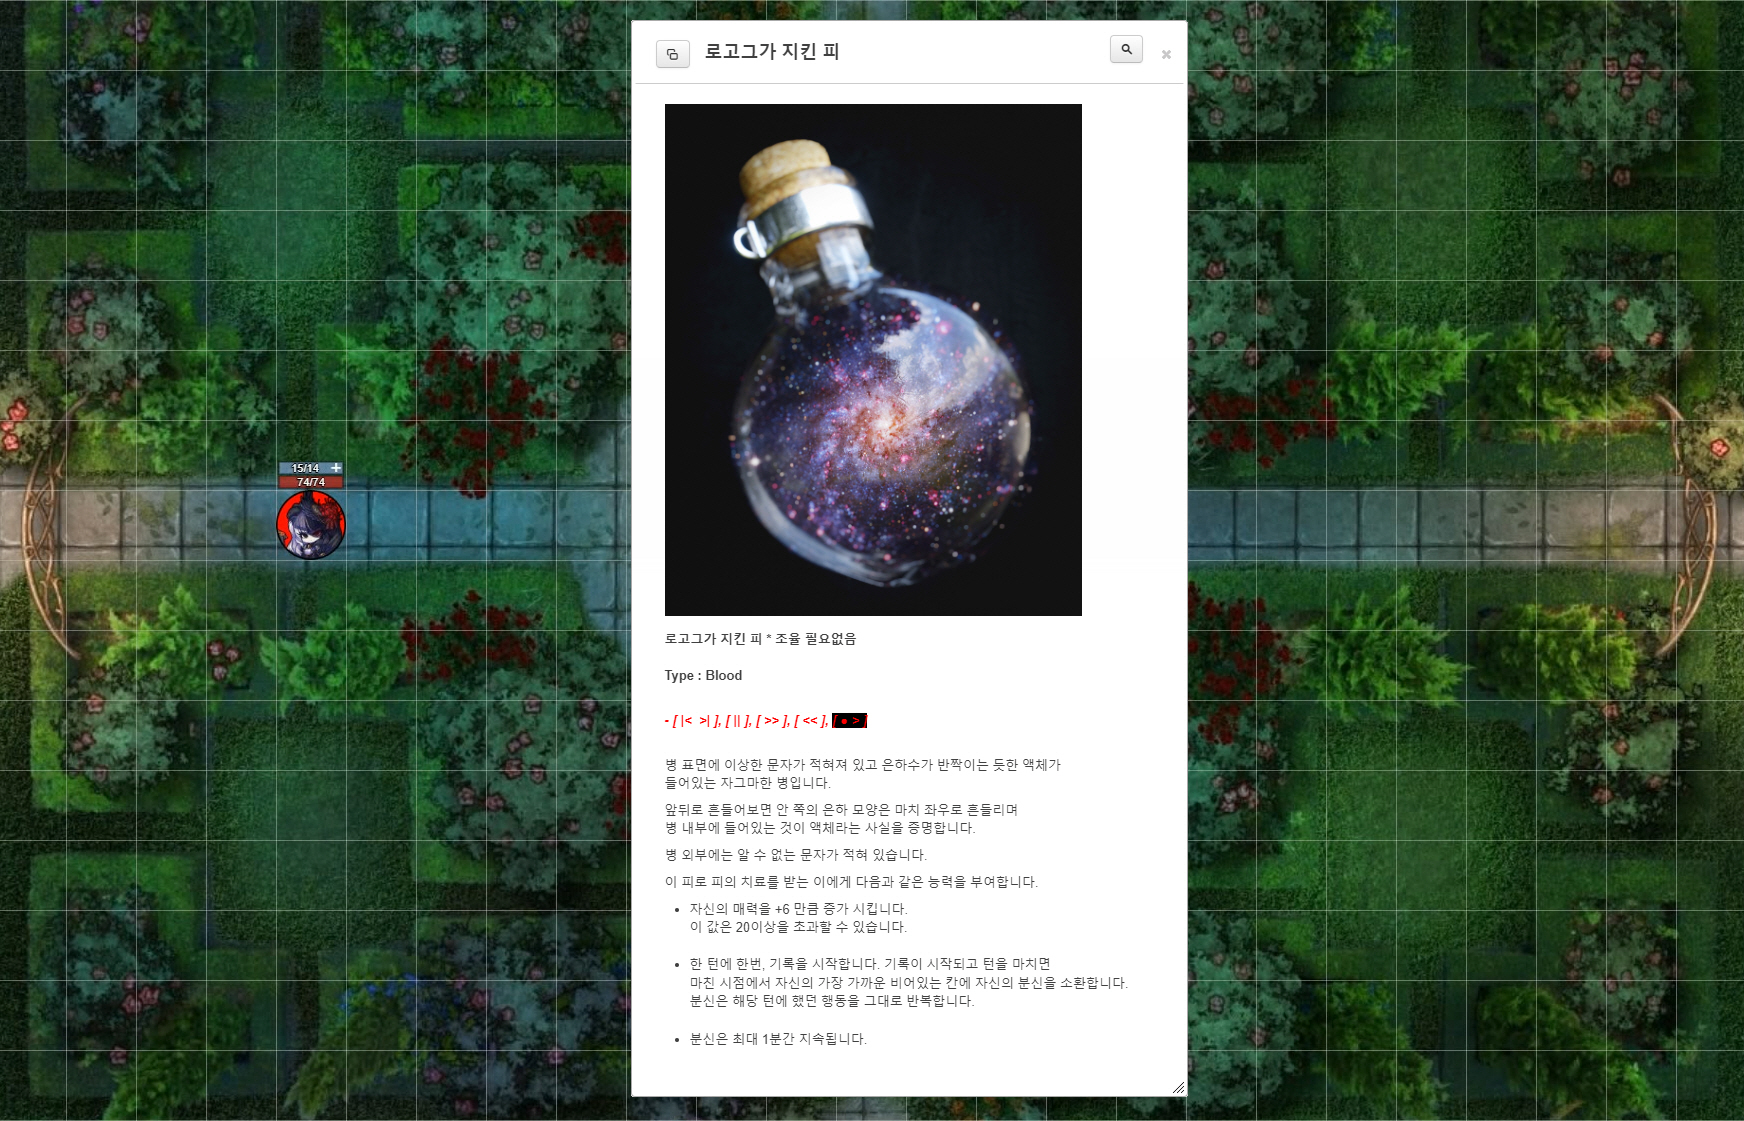 로고그가 지킨 피
15/14
74/74
로고그가 지킨 피 * 조율 필요없음
Type : Blood
- [ |< >| ], [ || ], [ >> ], [ << ], [ ● > ]
병 표면에 이상한 문자가 적혀져 있고 은하수가 반짝이는 듯한 액체가
들어있는 자그마한 병입니다.
앞뒤로 흔들어보면 안 쪽의 은하 모양은 마치 좌우로 흔들리며
병 내부에 들어있는 것이 액체라는 사실을 증명합니다.
병 외부에는 알 수 없는 문자가 적혀 있습니다.
이 피로 피의 치료를 받는 이에게 다음과 같은 능력을 부여합니다.
• 자신의 매력을 +6 만큼 증가 시킵니다.
이 값은 20이상을 초과할 수 있습니다.
• 한 턴에 한번, 기록을 시작합니다. 기록이 시작되고 턴을 마치면
마친 시점에서 자신의 가장 가까운 비어있는 칸에 자신의 분신을 소환합니다.
분신은 해당 턴에 했던 행동을 그대로 반복합니다.
• 분신은 최대 1분간 지속됩니다.